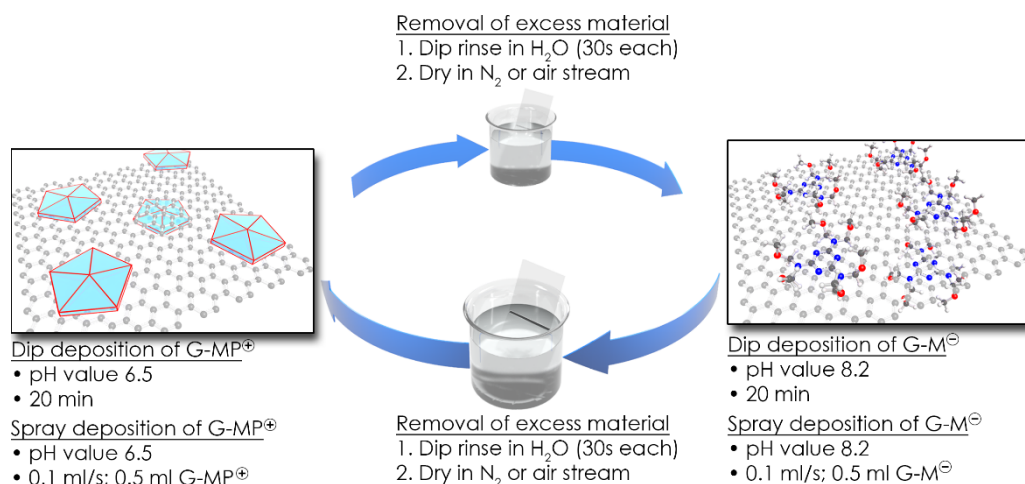 Removal of excess material
1. Dip rinse in H₂O (30s each)
2. Dry in N₂ or air stream
Dip deposition of G-MP⊕
• pH value 6.5
• 20 min
Spray deposition of G-MP⊕
• pH value 6.5
• 0.1 ml/s; 0.5 ml G-MP⊕
Removal of excess material
1. Dip rinse in H₂O (30s each)
2. Dry in N₂ or air stream
Dip deposition of G-M⊖
• pH value 8.2
• 20 min
Spray deposition of G-M⊖
• pH value 8.2
• 0.1 ml/s; 0.5 ml G-M⊖